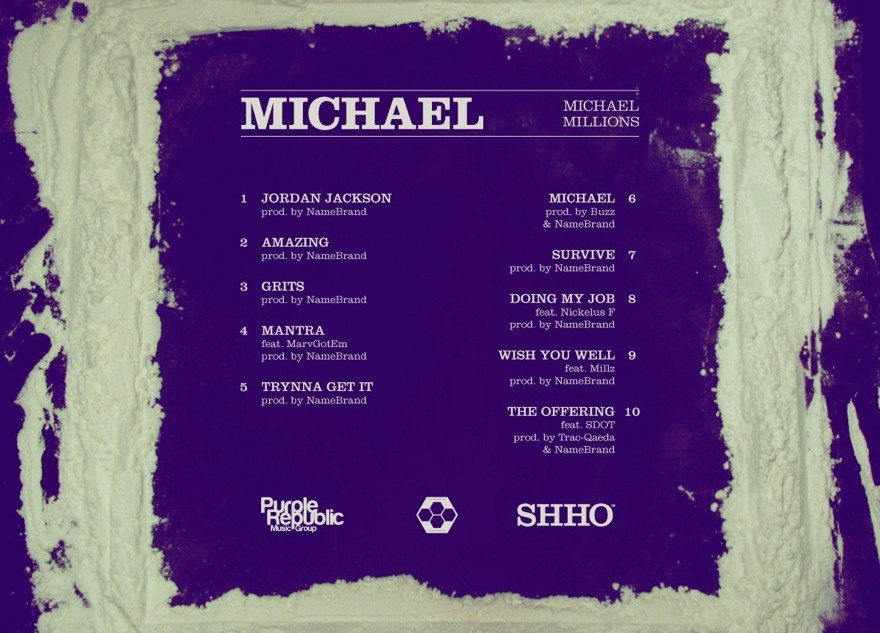 MICHAEL
MICHAEL
MILLIONS
1 JORDAN JACKSON
prod. by NameBrand
2 AMAZING
prod. by NameBrand
3 GRITS
prod. by NameBrand
4 MANTRA
feat. MarvGotEm
prod. by NameBrand
5 TRYNNA GET IT
prod. by NameBrand
MICHAEL 6
prod. by Buzz
& NameBrand
SURVIVE 7
prod. by NameBrand
DOING MY JOB 8
feat. Nickelus F
prod. by NameBrand
WISH YOU WELL 9
feat. Millz
prod. by NameBrand
THE OFFERING 10
feat. SDOT
prod. by Trac-Qaeda
& NameBrand
Purple
Republic
Music Group
SHHO™